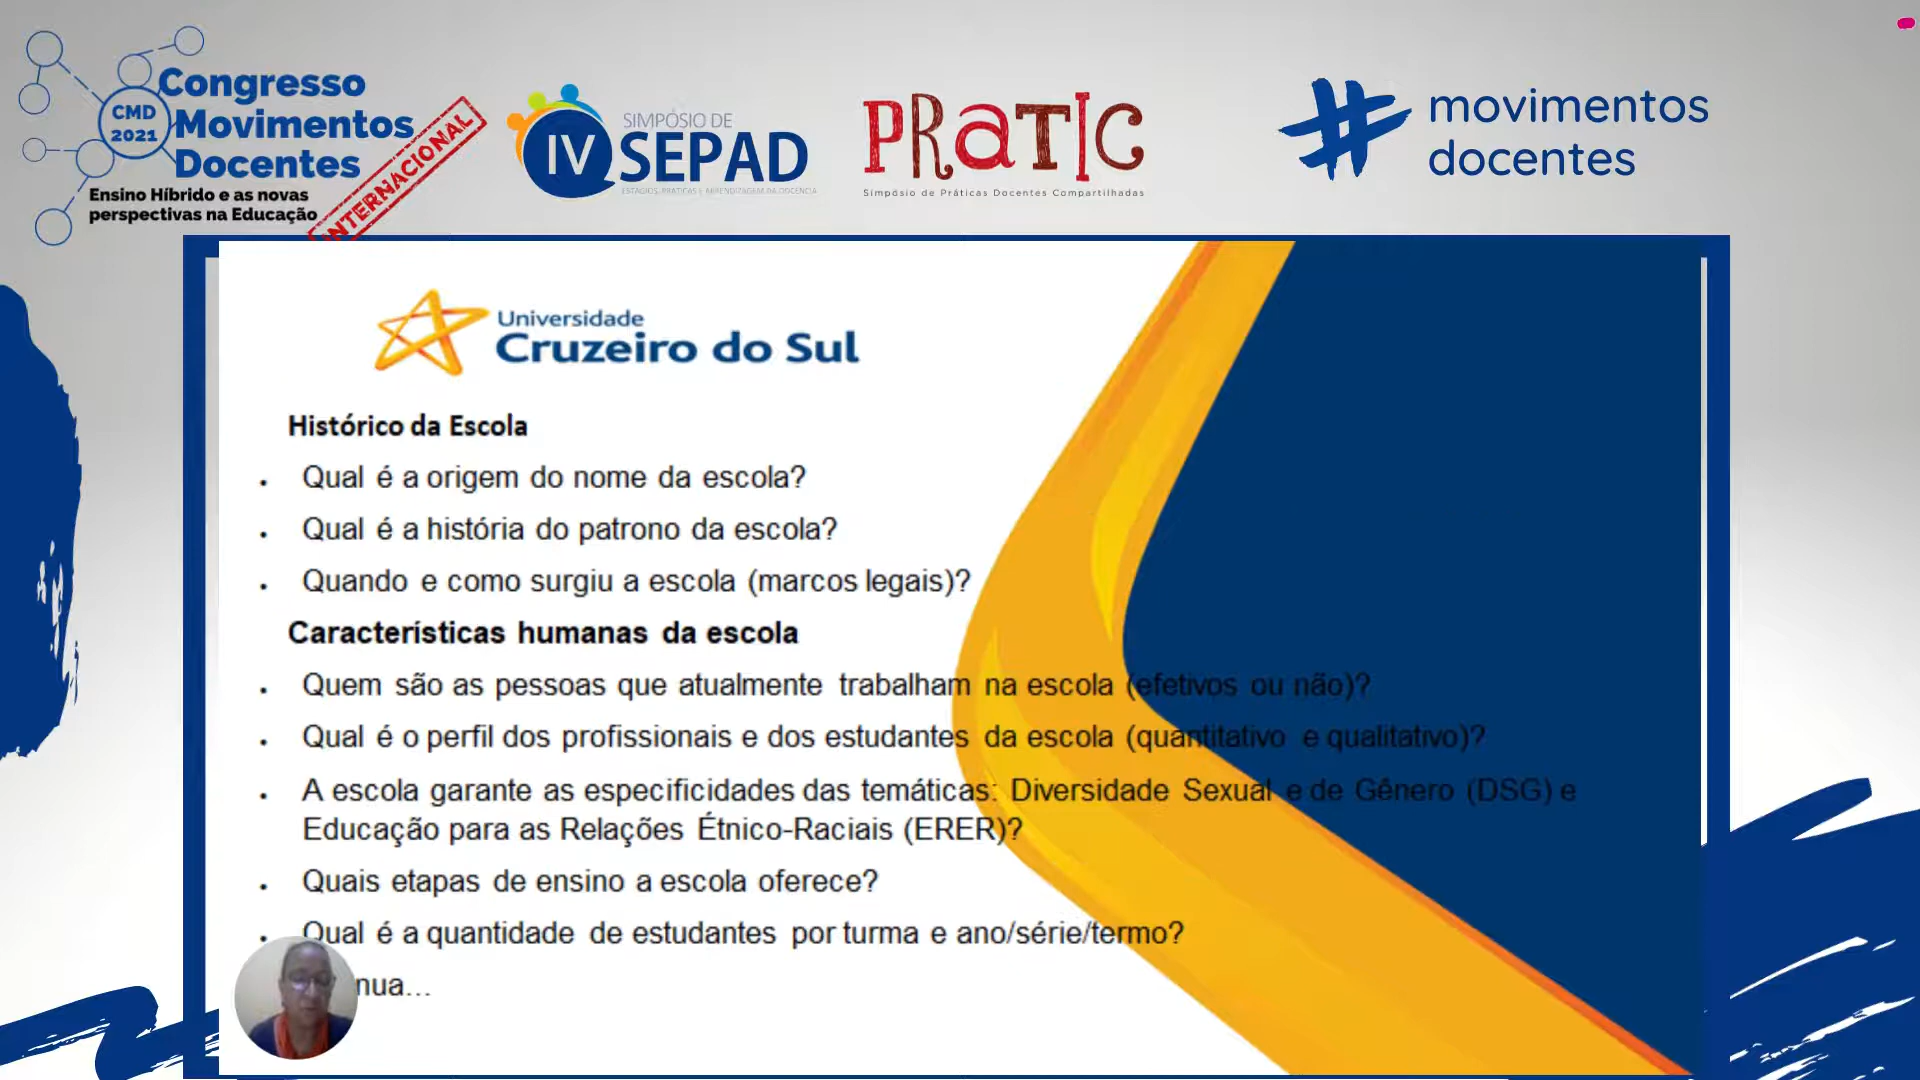 CMD
2021
Congresso
Movimentos
Docentes
INTERNACIONAL
Ensino Híbrido e as novas
perspectivas na Educação
IV
SIMPÓSIO DE
SEPAD
ESTÁGIOS, PRÁTICAS E APRENDIZAGEM DA DOCÊNCIA
PRATIC
Simpósio de Práticas Docentes Compartilhadas
# movimentos
docentes
Universidade
Cruzeiro do Sul
Histórico da Escola
• Qual é a origem do nome da escola?
• Qual é a história do patrono da escola?
• Quando e como surgiu a escola (marcos legais)?
Características humanas da escola
• Quem são as pessoas que atualmente trabalham na escola (efetivos ou não)?
• Qual é o perfil dos profissionais e dos estudantes da escola (quantitativo e qualitativo)?
• A escola garante as especificidades das temáticas: Diversidade Sexual e de Gênero (DSG) e
Educação para as Relações Étnico-Raciais (ERER)?
• Quais etapas de ensino a escola oferece?
• Qual é a quantidade de estudantes por turma e ano/série/termo?
nua...